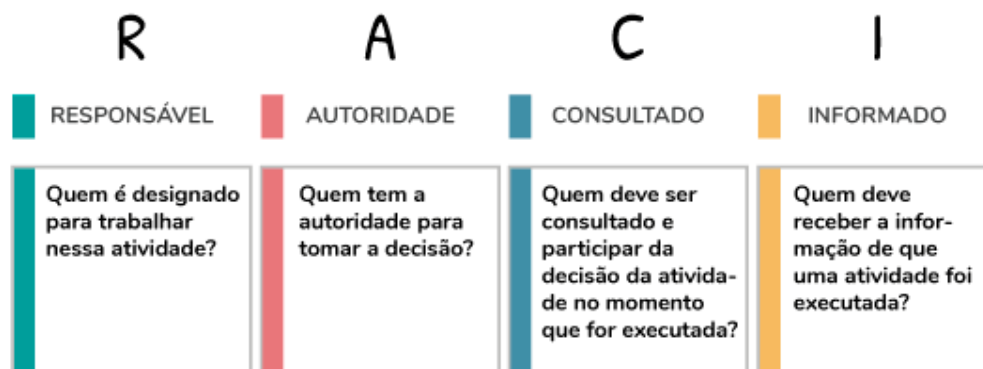 R A C I
RESPONSÁVEL AUTORIDADE CONSULTADO INFORMADO
Quem é designado
para trabalhar
nessa atividade?
Quem tem a
autoridade para
tomar a decisão?
Quem deve ser
consultado e
participar da
decisão da ativida-
de no momento
que for executada?
Quem deve
receber a infor-
mação de que
uma atividade foi
executada?